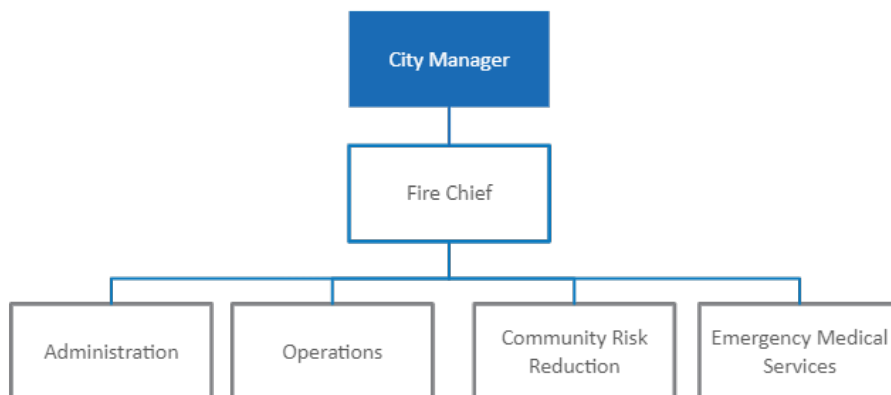 City Manager
Fire Chief
Administration
Operations
Community Risk
Reduction
Emergency Medical
Services